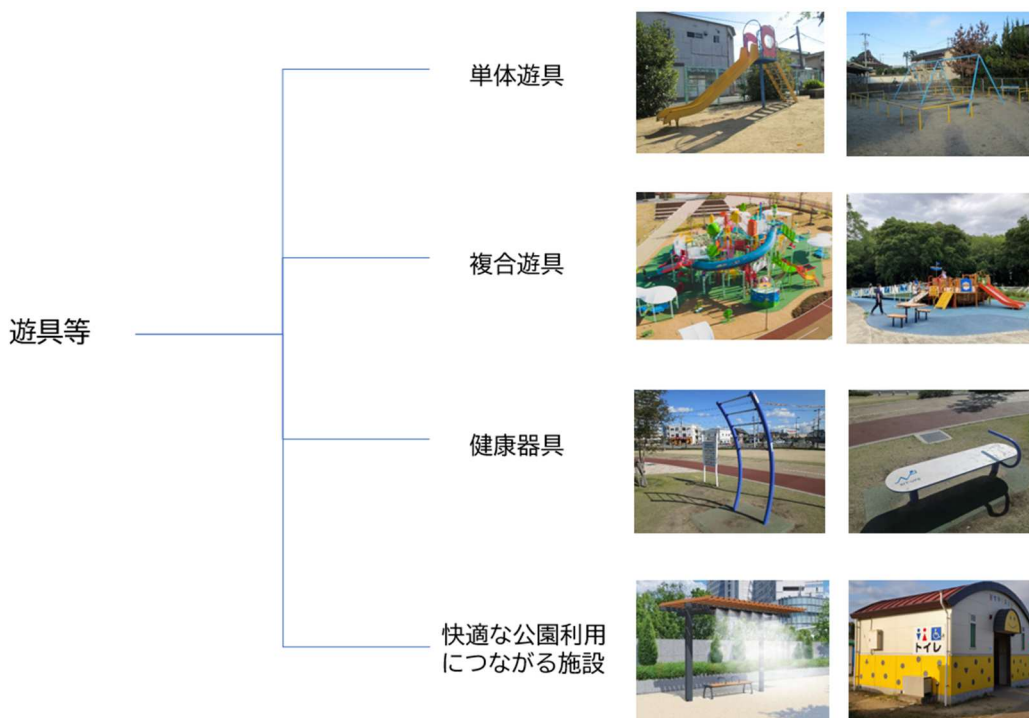 遊具等
単体遊具
複合遊具
健康器具
快適な公園利用
につながる施設
トイレ